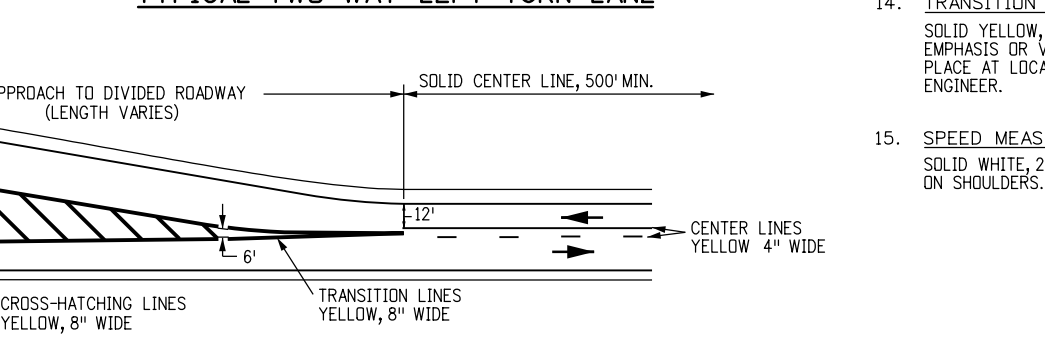 TYPICAL TWO-WAY LEFT TURN LANE
APPROACH TO DIVIDED ROADWAY
(LENGTH VARIES)
SOLID CENTER LINE, 500' MIN.
12'
6'
CENTER LINES
YELLOW 4" WIDE
CROSS-HATCHING LINES
YELLOW, 8" WIDE
TRANSITION LINES
YELLOW, 8" WIDE
14. TRANSITION
SOLID YELLOW,
EMPHASIS OR
PLACE AT
ENGINEER.
15. SPEED
SOLID WHITE, 2
ON SHOULDERS.